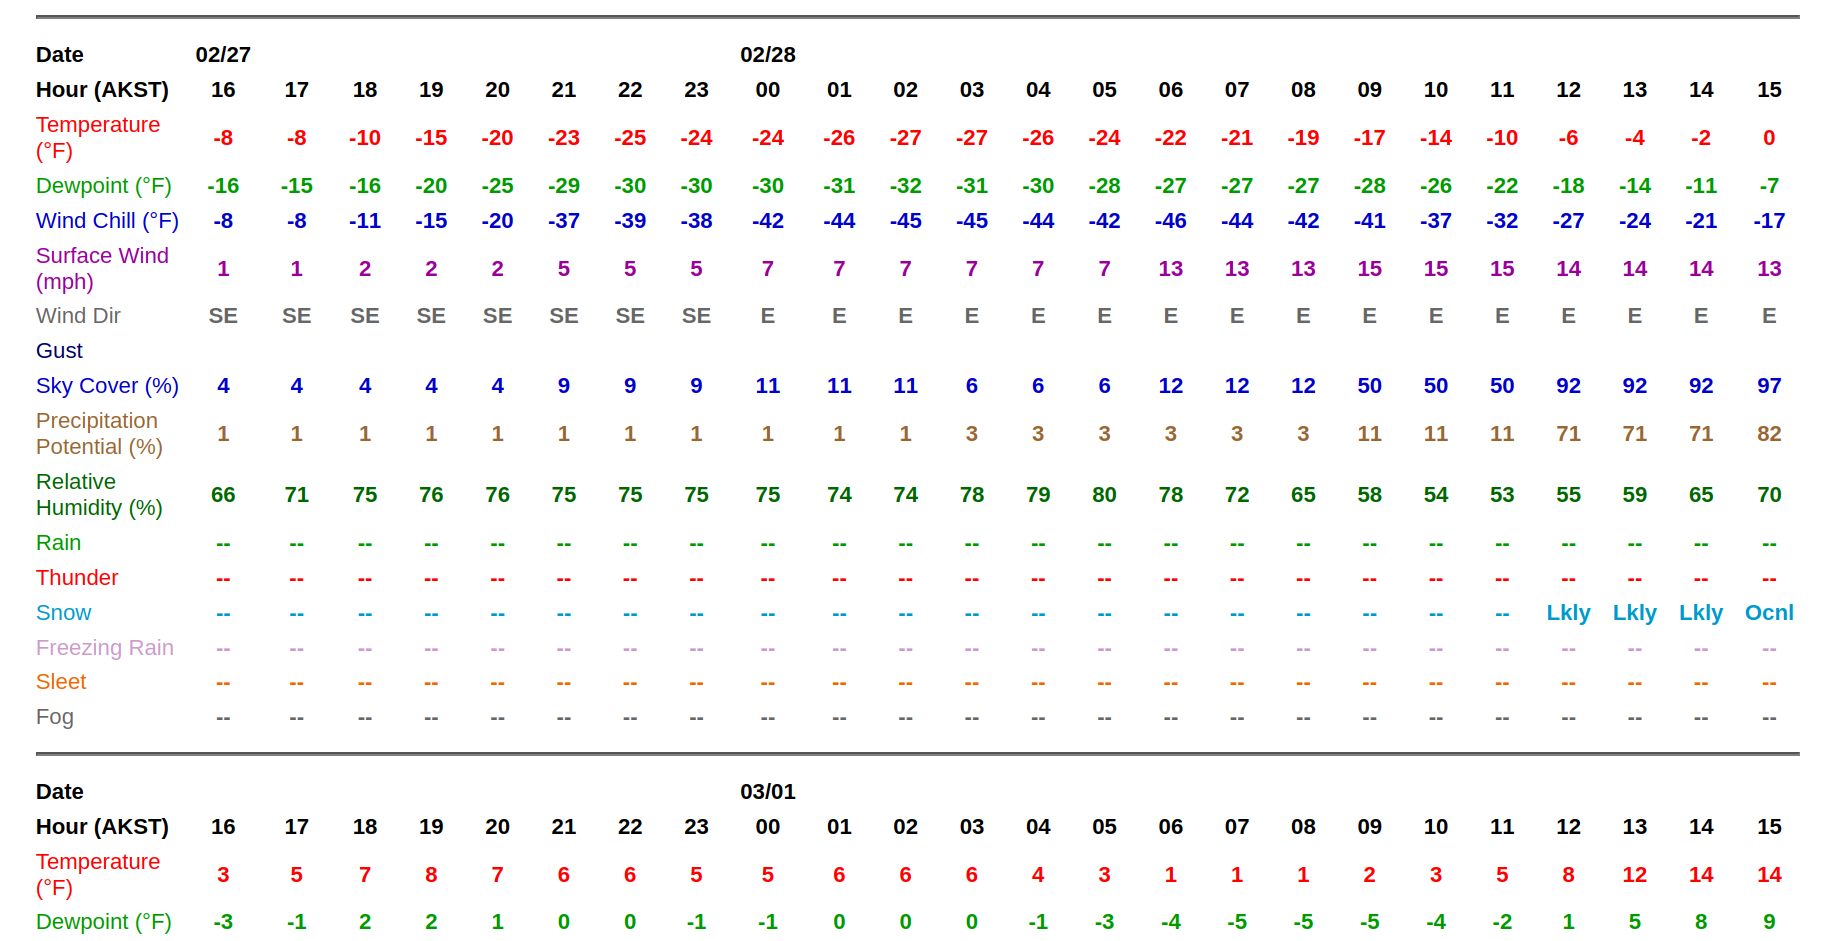 Date 02/27 02/28
Hour (AKST) 16 17 18 19 20 21 22 23 00 01 02 03 04 05 06 07 08 09 10 11 12 13 14 15
Temperature
(°F) -8 -8 -10 -15 -20 -23 -25 -24 -24 -26 -27 -27 -26 -24 -22 -21 -19 -17 -14 -10 -6 -4 -2 0
Dewpoint (°F) -16 -15 -16 -20 -25 -29 -30 -30 -30 -31 -32 -31 -30 -28 -27 -27 -27 -28 -26 -22 -18 -14 -11 -7
Wind Chill (°F) -8 -8 -11 -15 -20 -37 -39 -38 -42 -44 -45 -45 -44 -42 -46 -44 -42 -41 -37 -32 -27 -24 -21 -17
Surface Wind
(mph) 1 1 2 2 2 5 5 5 7 7 7 7 7 7 13 13 13 15 15 15 14 14 14 13
Wind Dir SE SE SE SE SE SE SE SE E E E E E E E E E E E E E E E E
Gust
Sky Cover (%) 4 4 4 4 4 9 9 9 11 11 11 6 6 6 12 12 12 50 50 50 92 92 92 97
Precipitation
Potential (%) 1 1 1 1 1 1 1 1 1 1 1 3 3 3 3 3 3 11 11 11 71 71 71 82
Relative
Humidity (%) 66 71 75 76 76 75 75 75 75 74 74 78 79 80 78 72 65 58 54 53 55 59 65 70
Rain -- -- -- -- -- -- -- -- -- -- -- -- -- -- -- -- -- -- -- -- -- -- -- --
Thunder -- -- -- -- -- -- -- -- -- -- -- -- -- -- -- -- -- -- -- -- -- -- -- --
Snow -- -- -- -- -- -- -- -- -- -- -- -- -- -- -- -- -- -- -- -- Lkly Lkly Lkly Ocnl
Freezing Rain -- -- -- -- -- -- -- -- -- -- -- -- -- -- -- -- -- -- -- -- -- -- -- --
Sleet -- -- -- -- -- -- -- -- -- -- -- -- -- -- -- -- -- -- -- -- -- -- -- --
Fog -- -- -- -- -- -- -- -- -- -- -- -- -- -- -- -- -- -- -- -- -- -- -- --
Date 03/01
Hour (AKST) 16 17 18 19 20 21 22 23 00 01 02 03 04 05 06 07 08 09 10 11 12 13 14 15
Temperature
(°F) 3 5 7 8 7 6 6 5 5 6 6 6 4 3 1 1 1 2 3 5 8 12 14 14
Dewpoint (°F) -3 -1 2 2 1 0 0 -1 -1 0 0 0 -1 -3 -4 -5 -5 -5 -4 -2 1 5 8 9